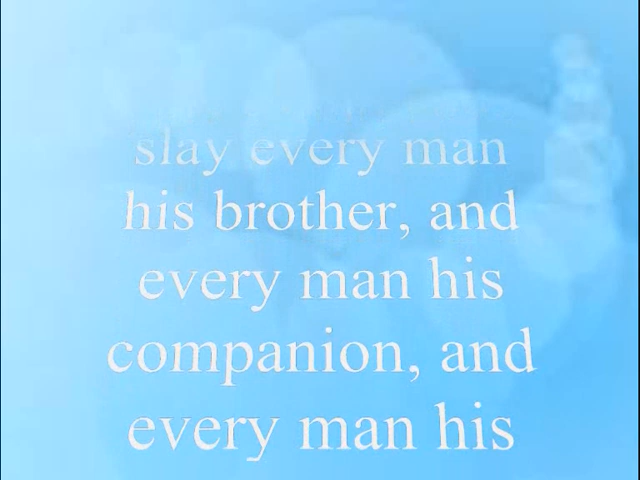 slay every man
his brother, and
every man his
companion, and
every man his